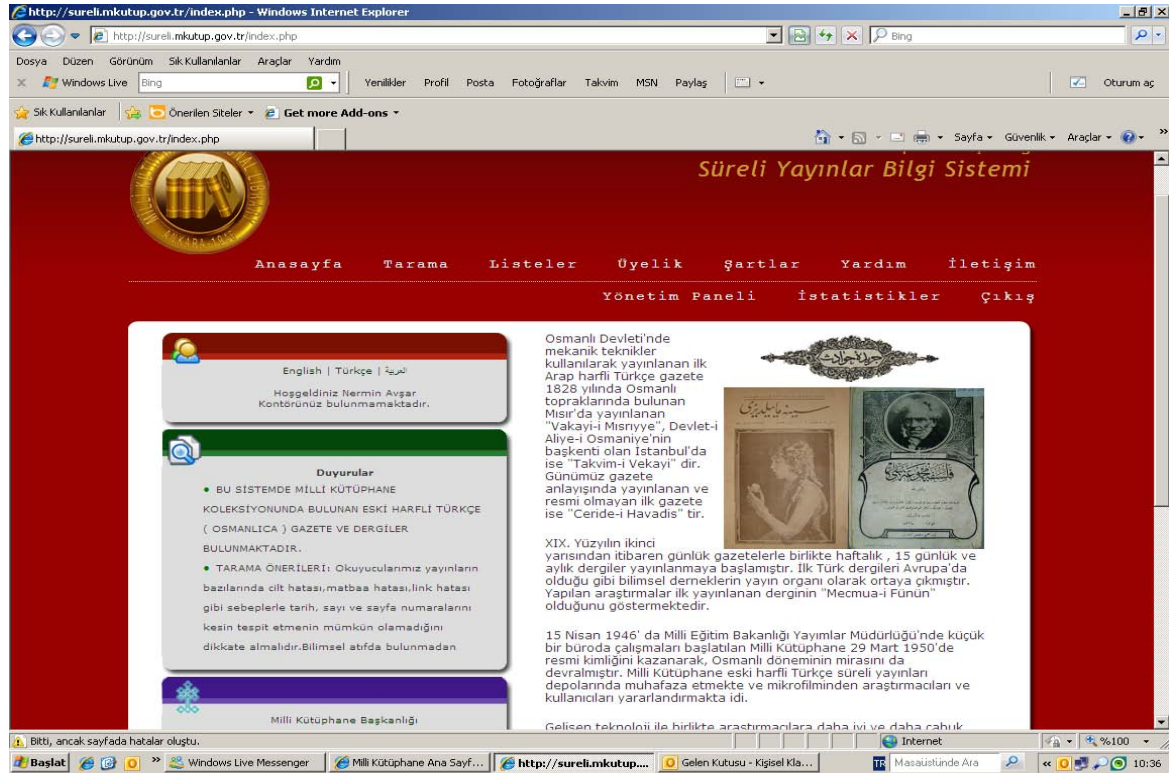 http://sureli.mkutup.gov.tr/index.php - Windows Internet Explorer
http://sureli.mkutup.gov.tr/index.php
Bing
Dosya Düzen Görünüm Sık Kullanılanlar Araçlar Yardım
Windows Live Bing Yenilikler Profil Posta Fotoğraflar Takvim MSN Paylaş Oturum aç
Sık Kullanılanlar Önerilen Siteler Get more Add-ons
http://sureli.mkutup.gov.tr/index.php Sayfa Güvenlik Araçlar
Süreli Yayınlar Bilgi Sistemi
Anasayfa Tarama Listeler Üyelik Şartlar Yardım İletişim
Yönetim Paneli İstatistikler Çıkış
English | Türkçe | العربية
Hoşgeldiniz Nermin Avşar
Kontörünüz bulunmamaktadır.
Duyurular
• BU SİSTEMDE MİLLİ KÜTÜPHANE
KOLEKSİYONUNDA BULUNAN ESKİ HARFLİ TÜRKÇE
( OSMANLICA ) GAZETE VE DERGİLER
BULUNMAKTADIR.
• TARAMA ÖNERİLERİ: Okuyucularımız yayınların
bazılarında cilt hatası,matbaa hatası,link hatası
gibi sebeplerle tarih, sayı ve sayfa numaralarını
kesin tespit etmenin mümkün olamadığını
dikkate almalıdır.Bilimsel atıfda bulunmadan
Milli Kütüphane Başkanlığı
Osmanlı Devleti'nde
mekanik teknikler
kullanılarak yayınlanan ilk
Arap harfli Türkçe gazete
1828 yılında Osmanlı
topraklarında bulunan
Mısır'da yayınlanan
"Vakayi-i Mısrıyye", Devlet-i
Aliye-i Osmaniye'nin
başkenti olan İstanbul'da
ise "Takvim-i Vekayi" dir.
Günümüz gazete
anlayışında yayınlanan ve
resmi olmayan ilk gazete
ise "Ceride-i Havadis" tir.
XIX. Yüzyılın ikinci
yarısından itibaren günlük gazetelerle birlikte haftalık , 15 günlük ve
aylık dergiler yayınlanmaya başlamıştır. İlk Türk dergileri Avrupa'da
olduğu gibi bilimsel derneklerin yayın organı olarak ortaya çıkmıştır.
Yapılan araştırmalar ilk yayınlanan derginin "Mecmua-i Fünün"
olduğunu göstermektedir.
15 Nisan 1946' da Milli Eğitim Bakanlığı Yayımlar Müdürlüğü'nde küçük
bir büroda çalışmaları başlatılan Milli Kütüphane 29 Mart 1950'de
resmi kimliğini kazanarak, Osmanlı döneminin mirasını da
devralmıştır. Milli Kütüphane eski harfli Türkçe süreli yayınları
depolarında muhafaza etmekte ve mikrofilminden araştırmacıları ve
kullanıcıları yararlandırmakta idi.
Gelişen teknoloji ile birlikte araştırmacılara daha iyi ve daha çabuk
Bitti, ancak sayfada hatalar oluştu. Internet %100
Başlat Windows Live Messenger Milli Kütüphane Ana Sayf... http://sureli.mkutup.... Gelen Kutusu - Kişisel Kla... TR Masaüstünde Ara 10:36